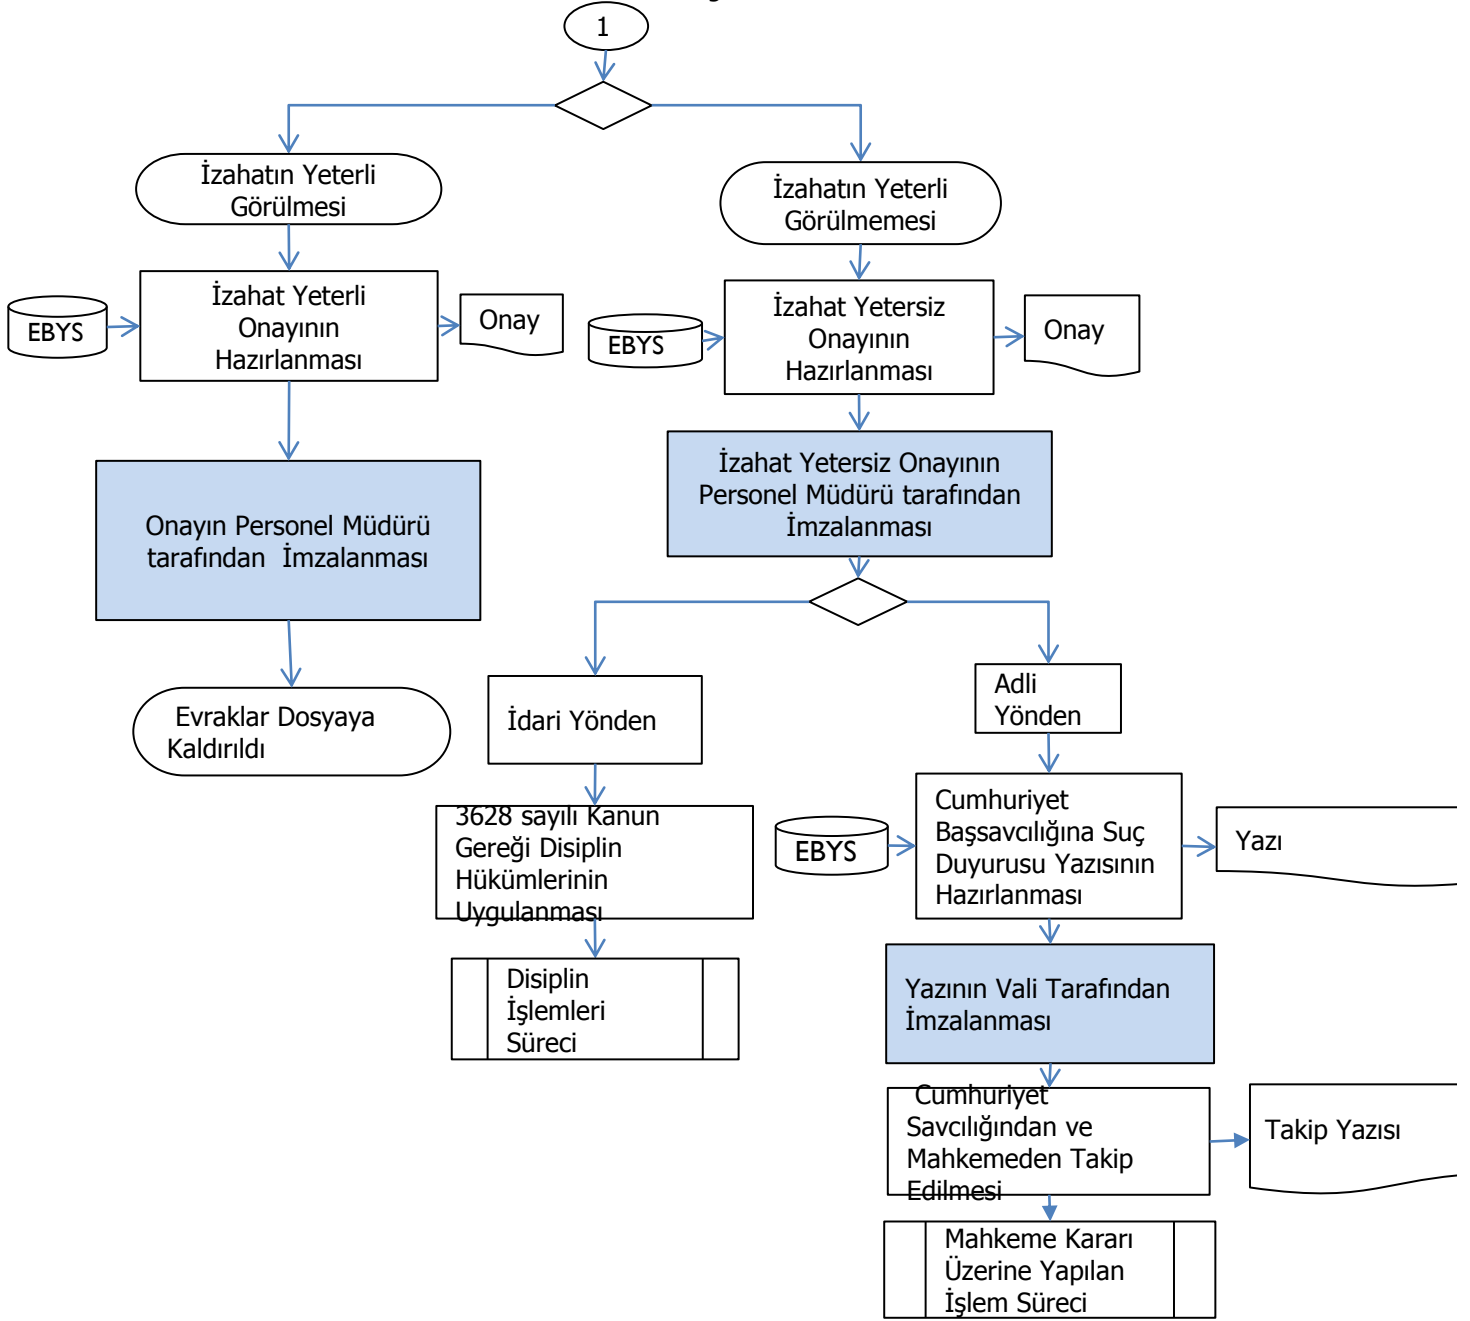 1
İzahatın Yeterli
Görülmesi
İzahatın Yeterli
Görülmemesi
EBYS
İzahat Yeterli
Onayının
Hazırlanması
Onay
EBYS
İzahat Yetersiz
Onayının
Hazırlanması
Onay
Onayın Personel Müdürü
tarafından İmzalanması
İzahat Yetersiz Onayının
Personel Müdürü tarafından
İmzalanması
Evraklar Dosyaya
Kaldırıldı
İdari Yönden
Adli
Yönden
3628 sayılı Kanun
Gereği Disiplin
Hükümlerinin
Uygulanması
EBYS
Cumhuriyet
Başsavcılığına Suç
Duyurusu Yazısının
Hazırlanması
Yazı
Disiplin
İşlemleri
Süreci
Yazının Vali Tarafından
İmzalanması
Cumhuriyet
Savcılığından ve
Mahkemeden Takip
Edilmesi
Takip Yazısı
Mahkeme Kararı
Üzerine Yapılan
İşlem Süreci